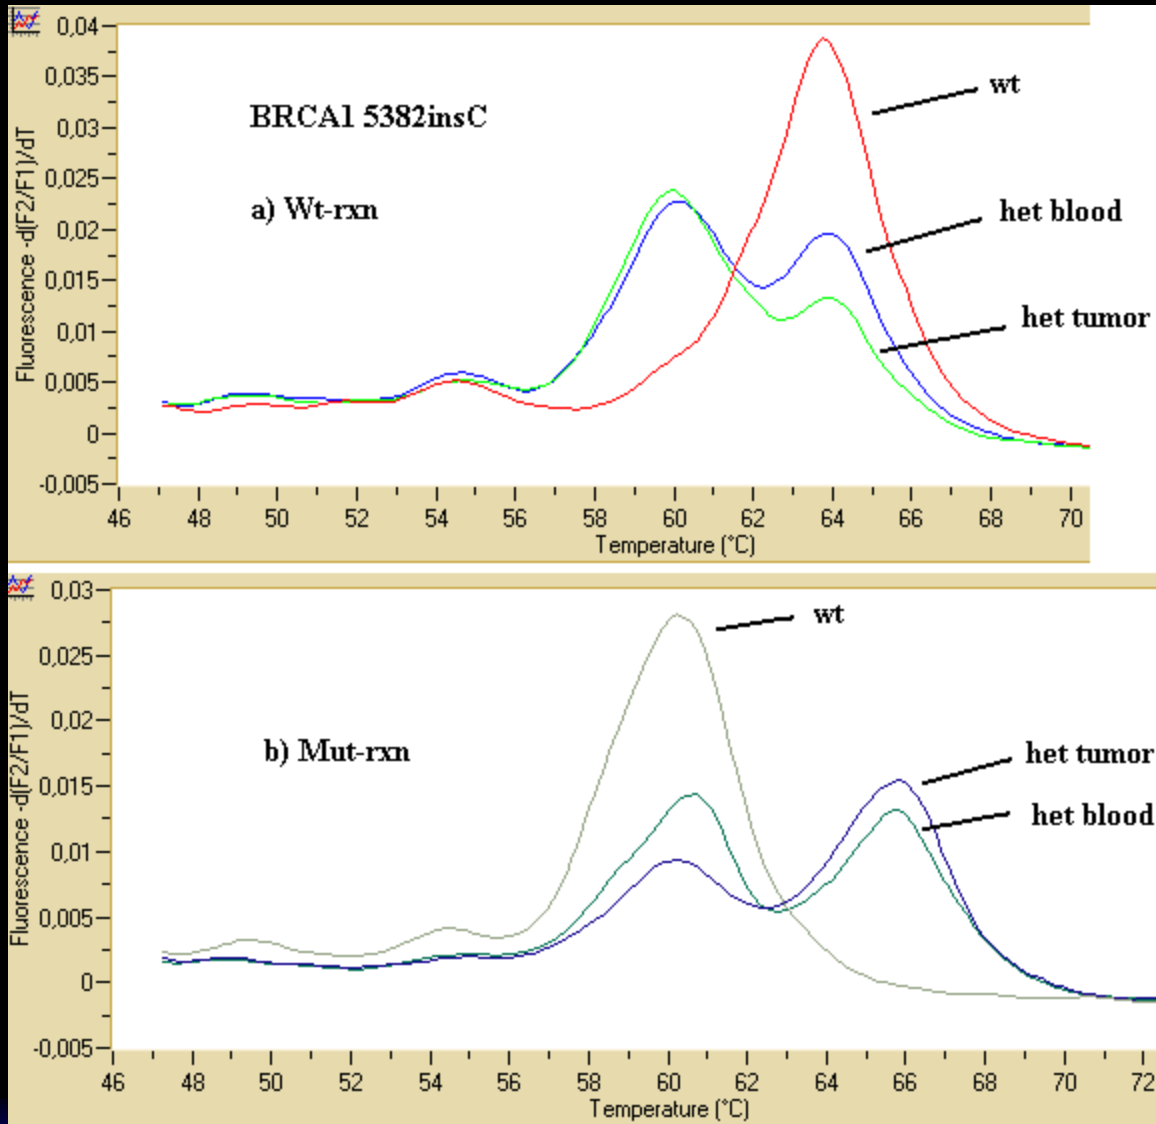 0,04
0,035
0,03
0,025
0,02
0,015
0,01
0,005
0
-0,005
Fluorescence -d(F2/F1)/dT
BRCA1 5382insC
a) Wt-rxn
wt
het blood
het tumor
46 48 50 52 54 56 58 60 62 64 66 68 70
Temperature (°C)
0,03
0,025
0,02
0,015
0,01
0,005
0
-0,005
Fluorescence -d(F2/F1)/dT
wt
b) Mut-rxn
het tumor
het blood
46 48 50 52 54 56 58 60 62 64 66 68 70 72
Temperature (°C)